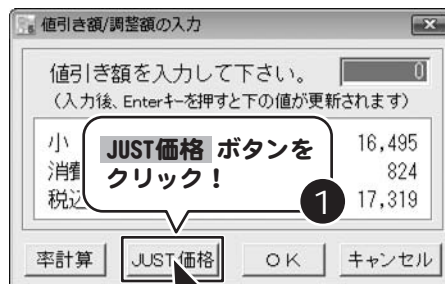 値引き額/調整額の入力
値引き額を入力して下さい。 0
（入力後、Enterキーを押すと下の値が更新されます）
小 16,495
消費 824
税込 17,319
JUST価格 ボタンを
クリック！
1
率計算 JUST価格 ＯＫ キャンセル